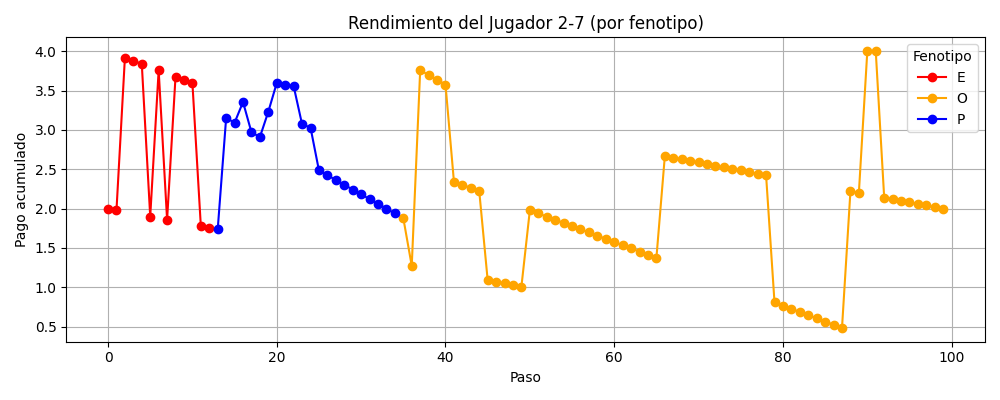 Rendimiento del Jugador 2-7 (por fenotipo)
Pago acumulado
4.0
3.5
3.0
2.5
2.0
1.5
1.0
0.5
Fenotipo
E
O
P
0 20 40 60 80 100
Paso